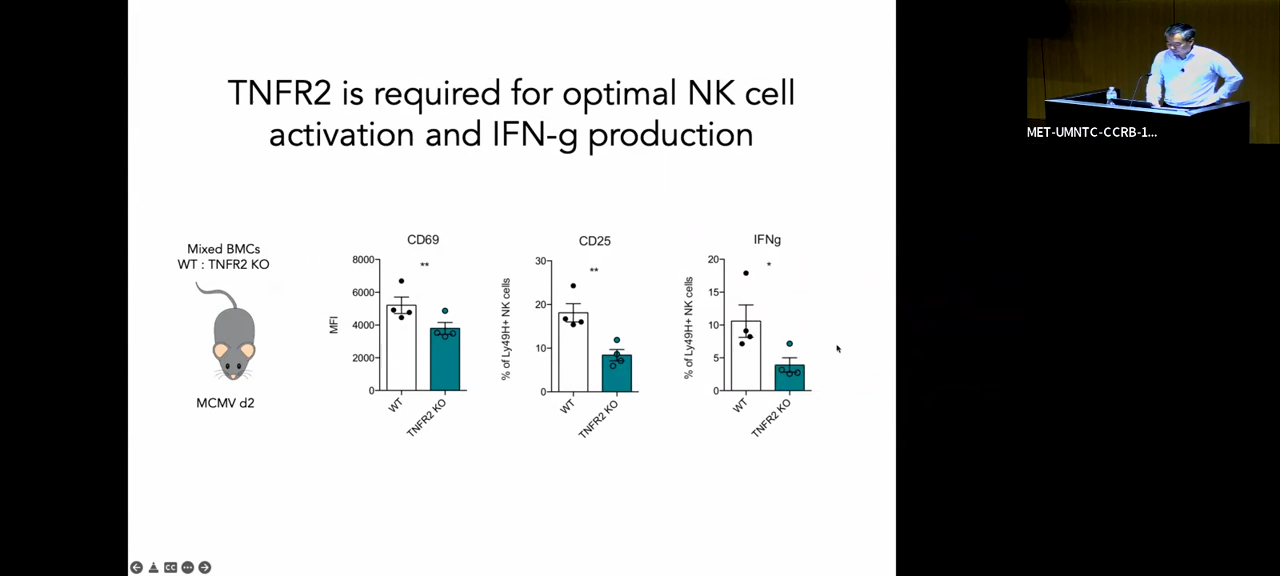 TNFR2 is required for optimal NK cell
activation and IFN-g production
MET-UMNTC-CCRB-1...
Mixed BMCs
WT : TNFR2 KO
MCMV d2
CD69
**
MFI
8000
6000
4000
2000
0
WT
TNFR2 KO
CD25
**
% of Ly49H+ NK cells
30
20
10
0
WT
TNFR2 KO
IFNg
*
% of Ly49H+ NK cells
20
15
10
5
0
WT
TNFR2 KO
CC